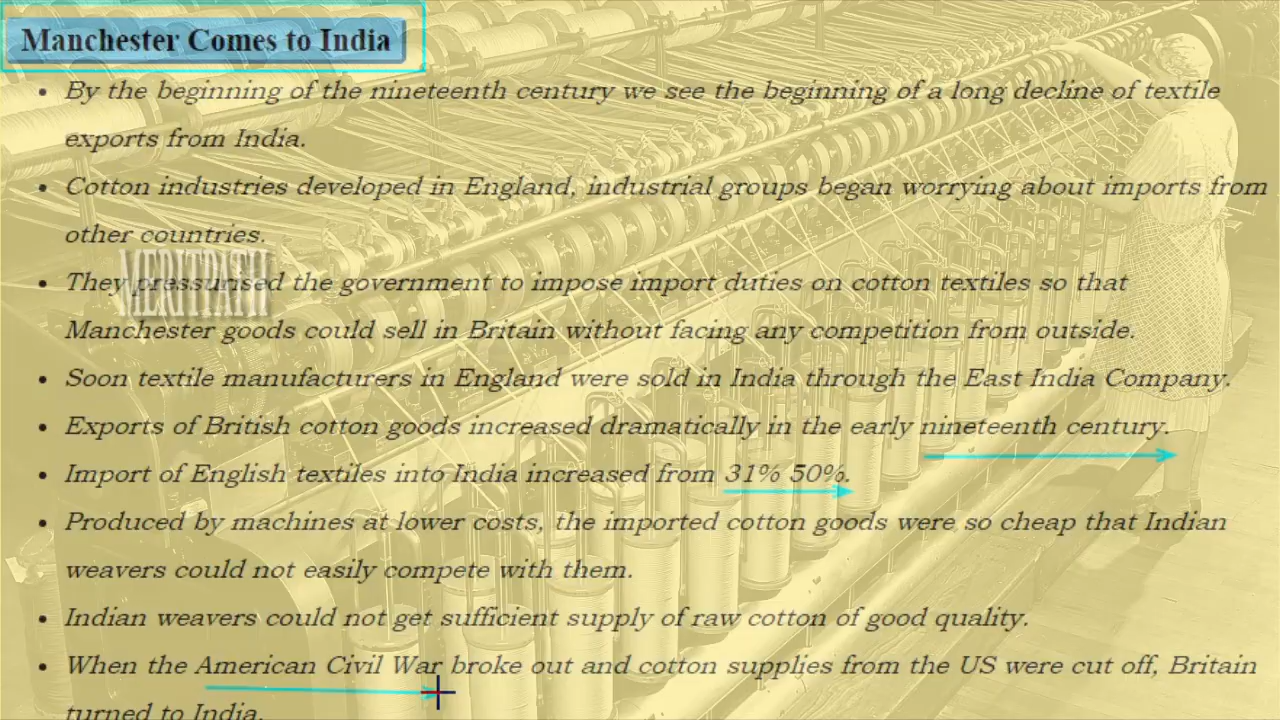 Manchester Comes to India
• By the beginning of the nineteenth century we see the beginning of a long decline of textile
exports from India.
• Cotton industries developed in England, industrial groups began worrying about imports from
other countries.
MERITPATH
• They pressurised the government to impose import duties on cotton textiles so that
Manchester goods could sell in Britain without facing any competition from outside.
• Soon textile manufacturers in England were sold in India through the East India Company.
• Exports of British cotton goods increased dramatically in the early nineteenth century.
• Import of English textiles into India increased from 31% 50%.
• Produced by machines at lower costs, the imported cotton goods were so cheap that Indian
weavers could not easily compete with them.
• Indian weavers could not get sufficient supply of raw cotton of good quality.
• When the American Civil War broke out and cotton supplies from the US were cut off, Britain
turned to India.